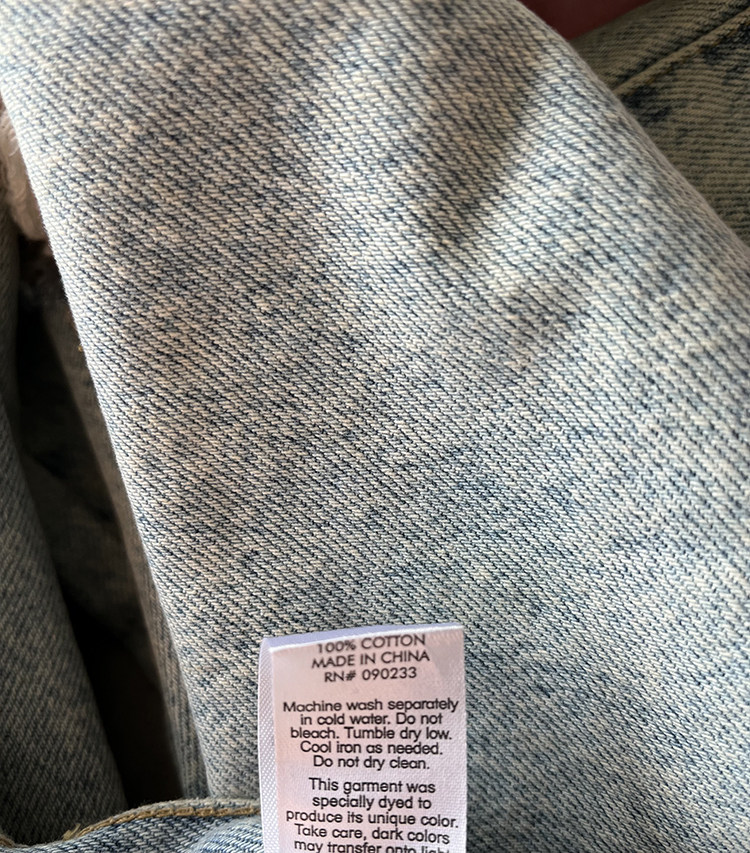 100% COTTON
MADE IN CHINA
RN# 090233
Machine wash separately
in cold water. Do not
bleach. Tumble dry low.
Cool iron as needed.
Do not dry clean.
This garment was
specially dyed to
produce its unique color.
Take care, dark colors
may transfer onto light